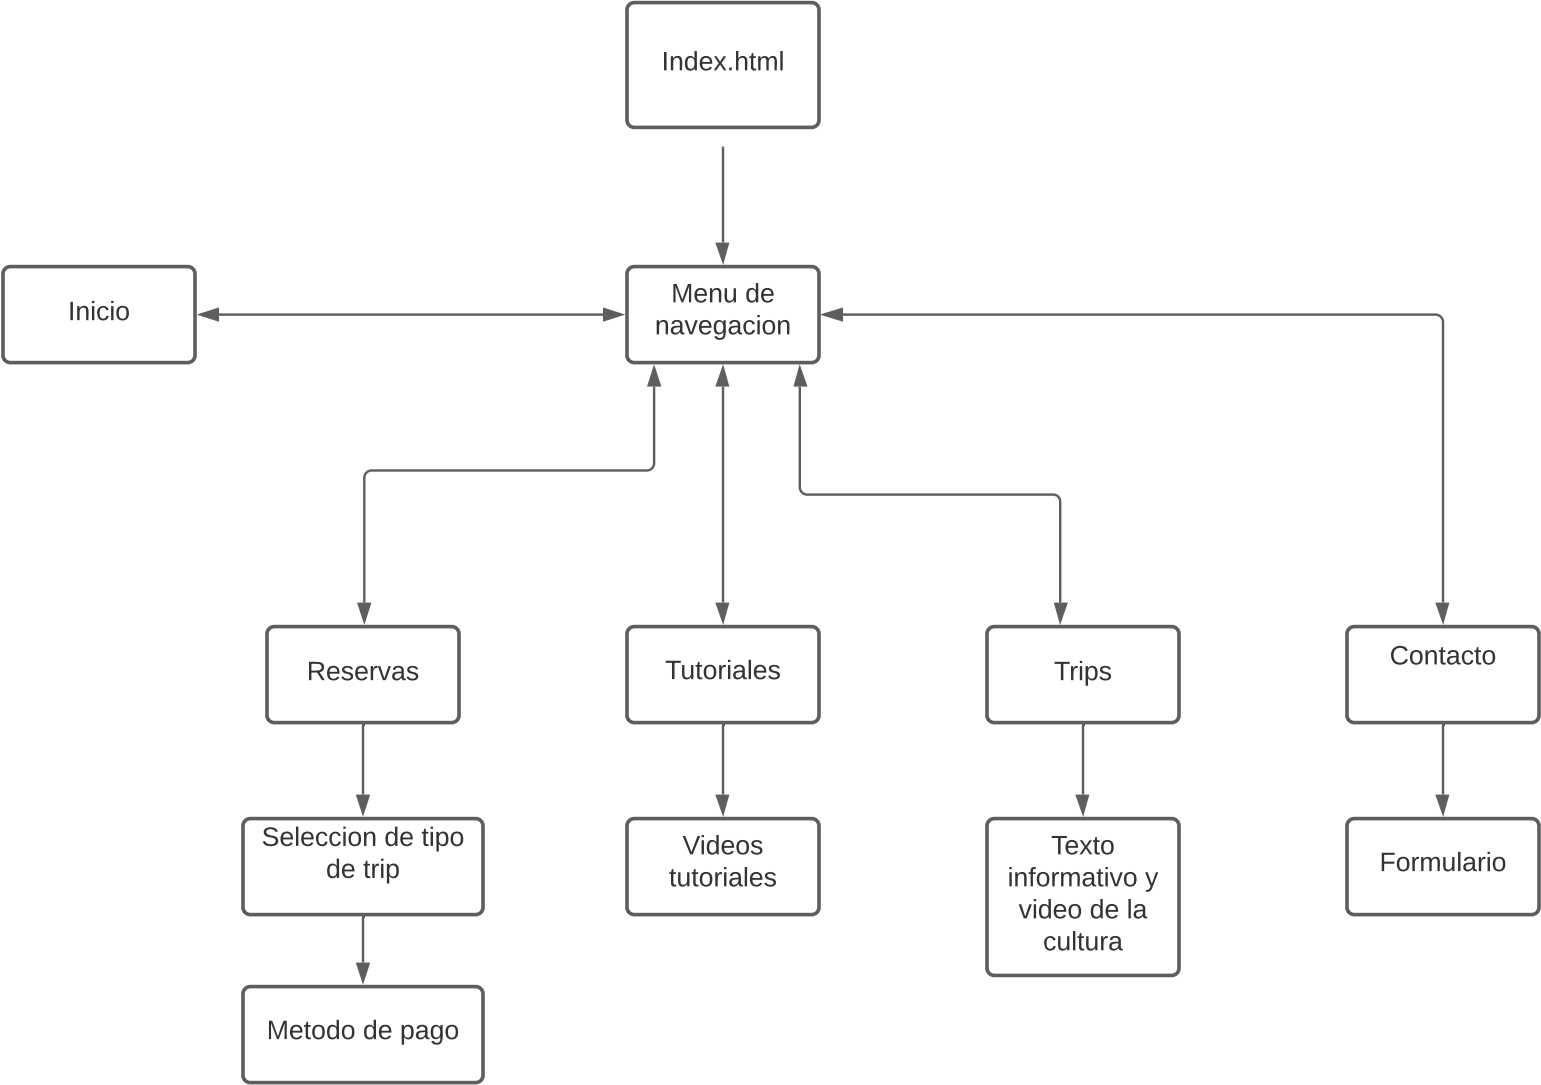 Index.html
Inicio
Menu de
navegacion
Reservas
Tutoriales
Trips
Contacto
Seleccion de tipo
de trip
Videos
tutoriales
Texto
informativo y
video de la
cultura
Formulario
Metodo de pago